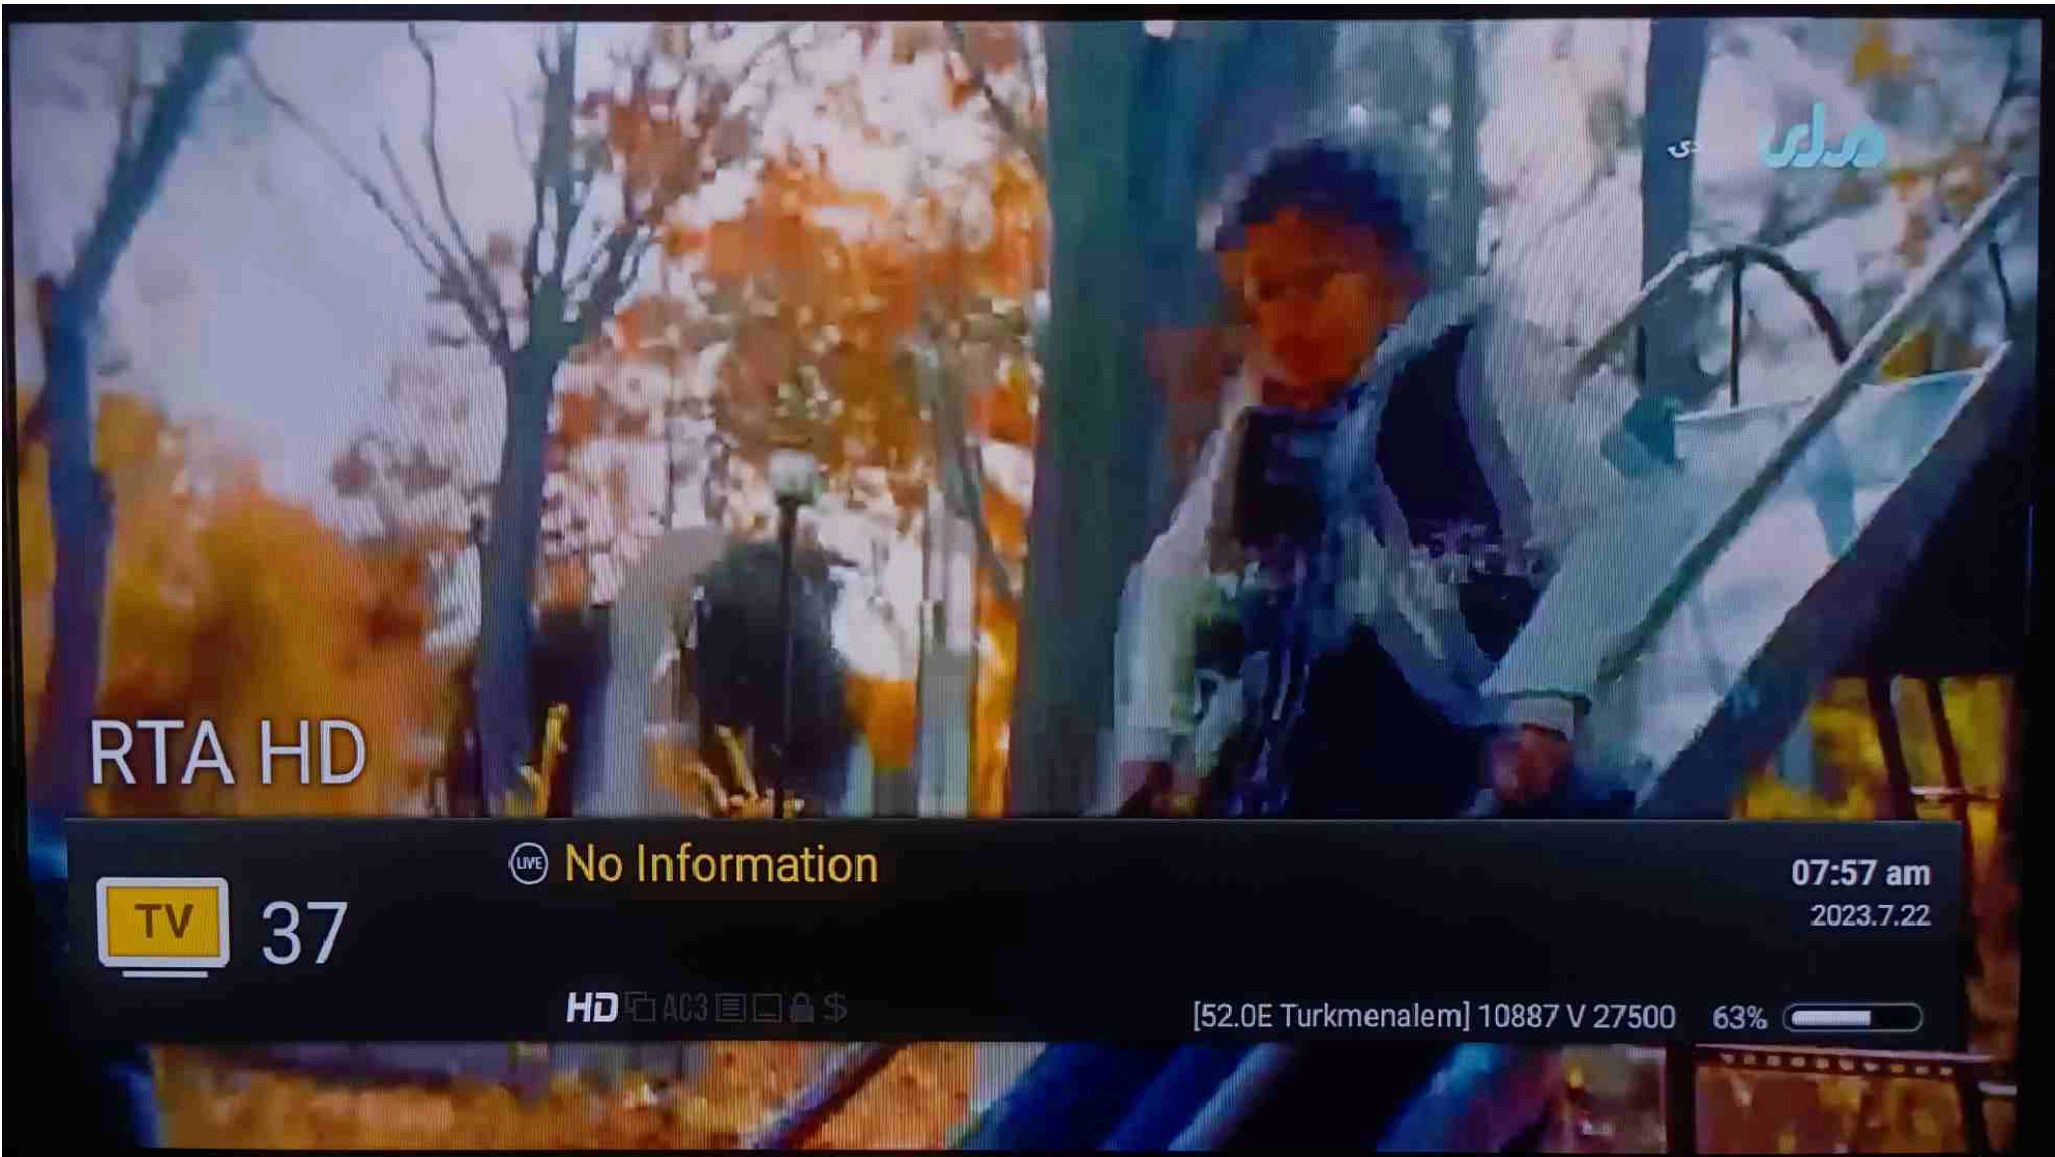 RTA HD
TV
37
LIVE
No Information
07:57 am
2023.7.22
HD AC3 $
[52.0E Turkmenalem] 10887 V 27500 63%